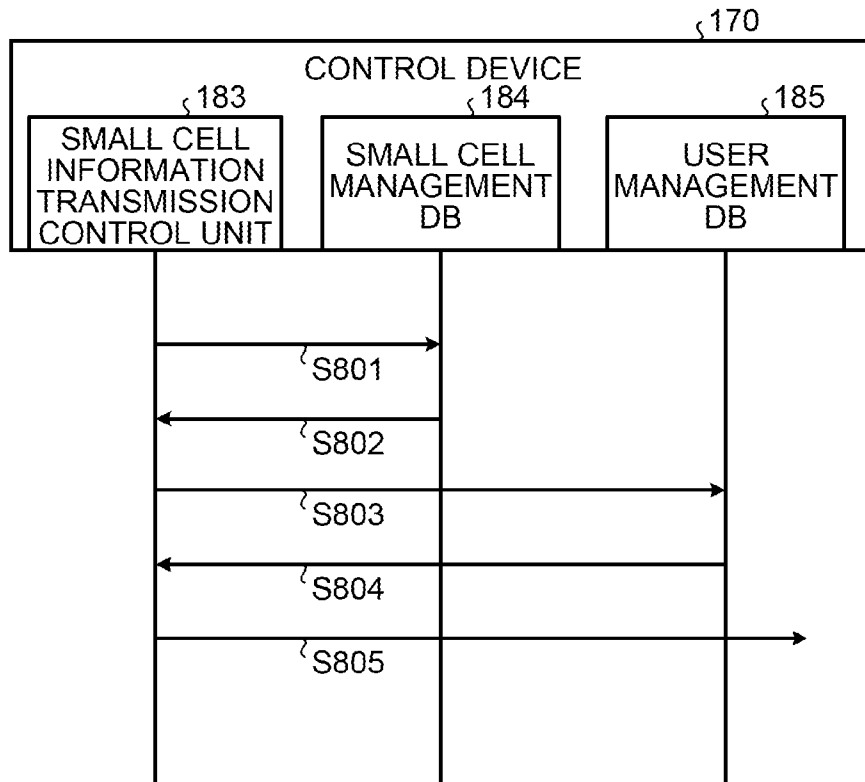 170
CONTROL DEVICE
183
184
185
SMALL CELL
INFORMATION
TRANSMISSION
CONTROL UNIT
SMALL CELL
MANAGEMENT
DB
USER
MANAGEMENT
DB
S801
S802
S803
S804
S805